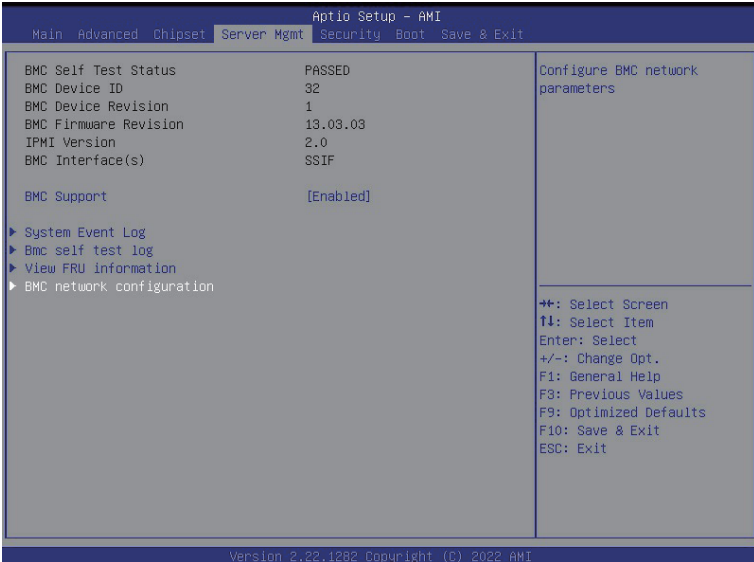 Aptio Setup - AMI
Main Advanced Chipset Server Mgmt Security Boot Save & Exit
BMC Self Test Status PASSED
BMC Device ID 32
BMC Device Revision 1
BMC Firmware Revision 13.03.03
IPMI Version 2.0
BMC Interface(s) SSIF
BMC Support [Enabled]
System Event Log
Bmc self test log
View FRU information
BMC network configuration
Configure BMC network
parameters
→←: Select Screen
↑↓: Select Item
Enter: Select
+/-: Change Opt.
F1: General Help
F3: Previous Values
F9: Optimized Defaults
F10: Save & Exit
ESC: Exit
Version 2.22.1282 Copyright (C) 2022 AMI